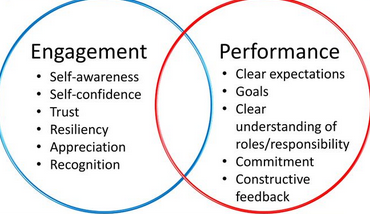 Engagement
• Self-awareness
• Self-confidence
• Trust
• Resiliency
• Appreciation
• Recognition
Performance
• Clear expectations
• Goals
• Clear
understanding of
roles/responsibility
• Commitment
• Constructive
feedback